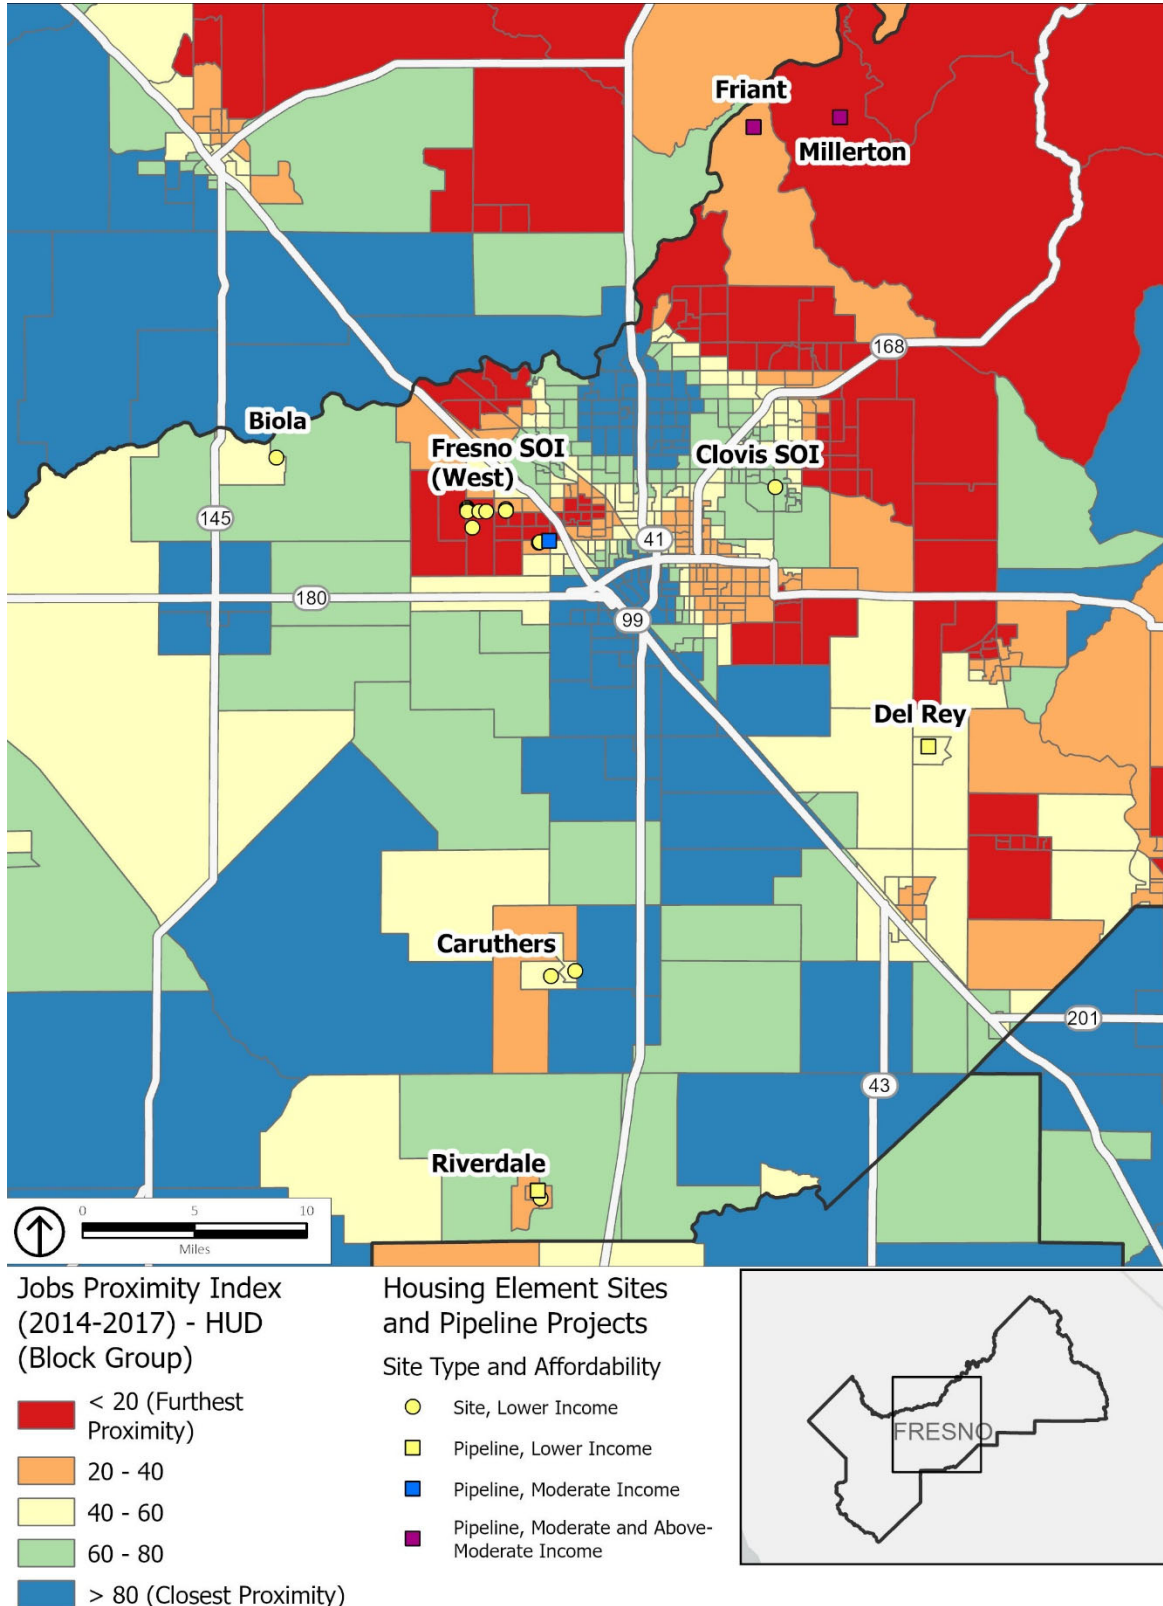 Friant
Millerton
168
Biola
Fresno SOI
(West)
Clovis SOI
145
41
180
99
Del Rey
Caruthers
201
43
Riverdale
0 5 10
Miles
Jobs Proximity Index
(2014-2017) - HUD
(Block Group)
< 20 (Furthest
Proximity)
20 - 40
40 - 60
60 - 80
> 80 (Closest Proximity)
Housing Element Sites
and Pipeline Projects
Site Type and Affordability
Site, Lower Income
Pipeline, Lower Income
Pipeline, Moderate Income
Pipeline, Moderate and Above-
Moderate Income
FRESNO